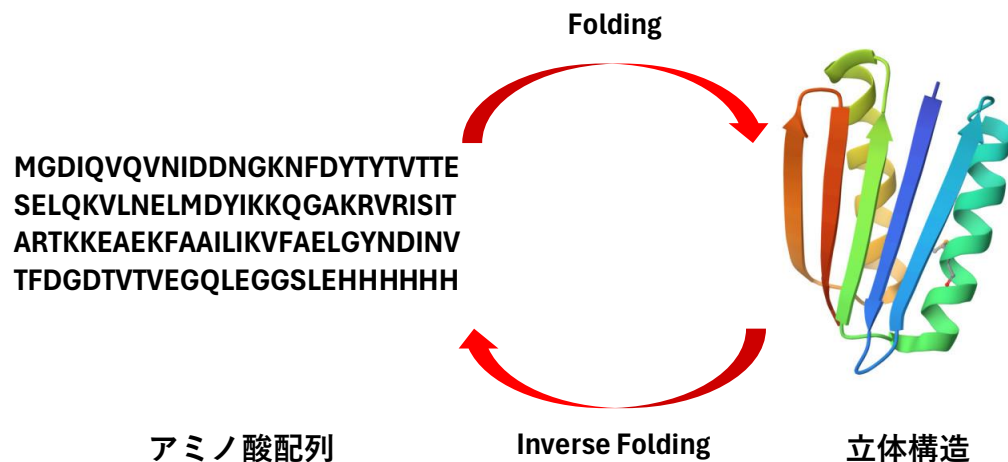 Folding
MGDIQVQVNIDDNGKNFDYTYTVTTE
SELQKVLNELMDYIKKQGAKRVRISIT
ARTKKEAEKFAAILIKVFAELGYNDINV
TFDGDTVTVEGQLEGGSLEHHHHHH
アミノ酸配列
Inverse Folding
立体構造